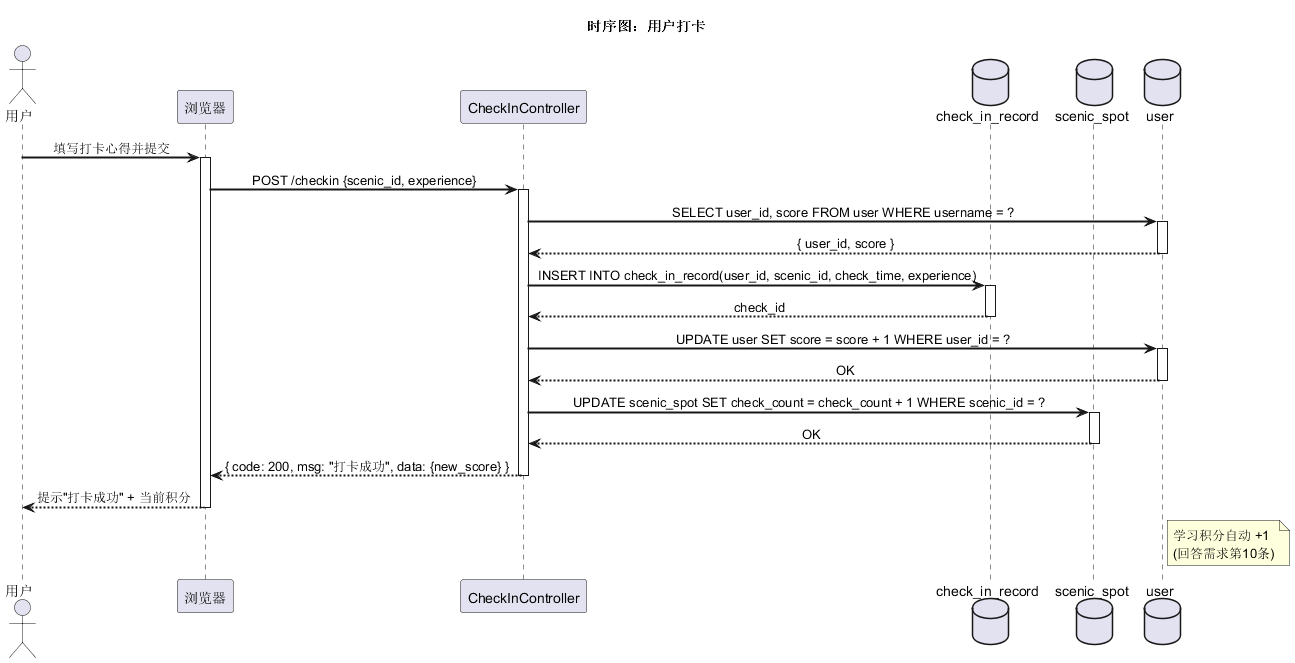 时序图：用户打卡
用户
浏览器
CheckInController
check_in_record
scenic_spot
user
填写打卡心得并提交
POST /checkin {scenic_id, experience}
SELECT user_id, score FROM user WHERE username = ?
{ user_id, score }
INSERT INTO check_in_record(user_id, scenic_id, check_time, experience)
check_id
UPDATE user SET score = score + 1 WHERE user_id = ?
OK
UPDATE scenic_spot SET check_count = check_count + 1 WHERE scenic_id = ?
OK
{ code: 200, msg: "打卡成功", data: {new_score} }
提示"打卡成功" + 当前积分
学习积分自动 +1
(回答需求第10条)
用户
浏览器
CheckInController
check_in_record
scenic_spot
user